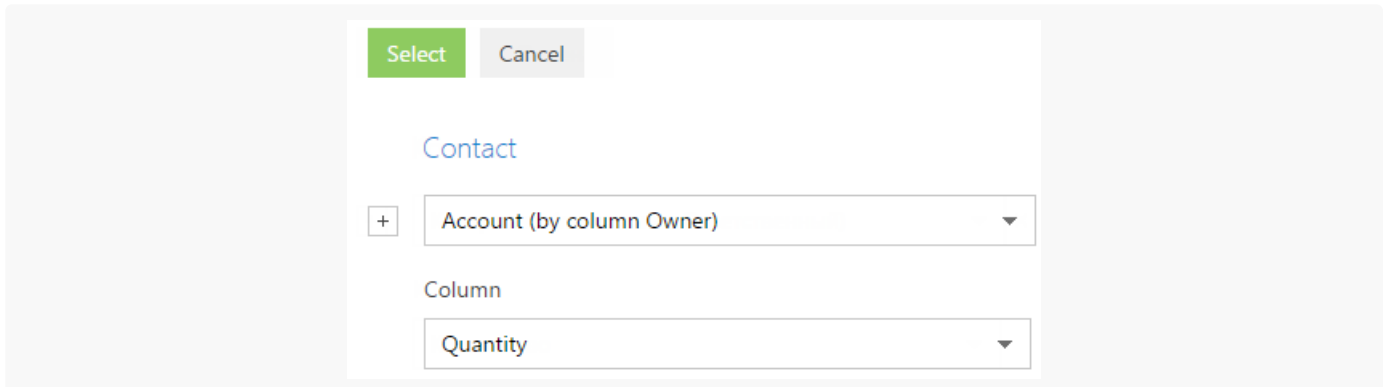 Select Cancel
Contact
+ Account (by column Owner)
Column
Quantity